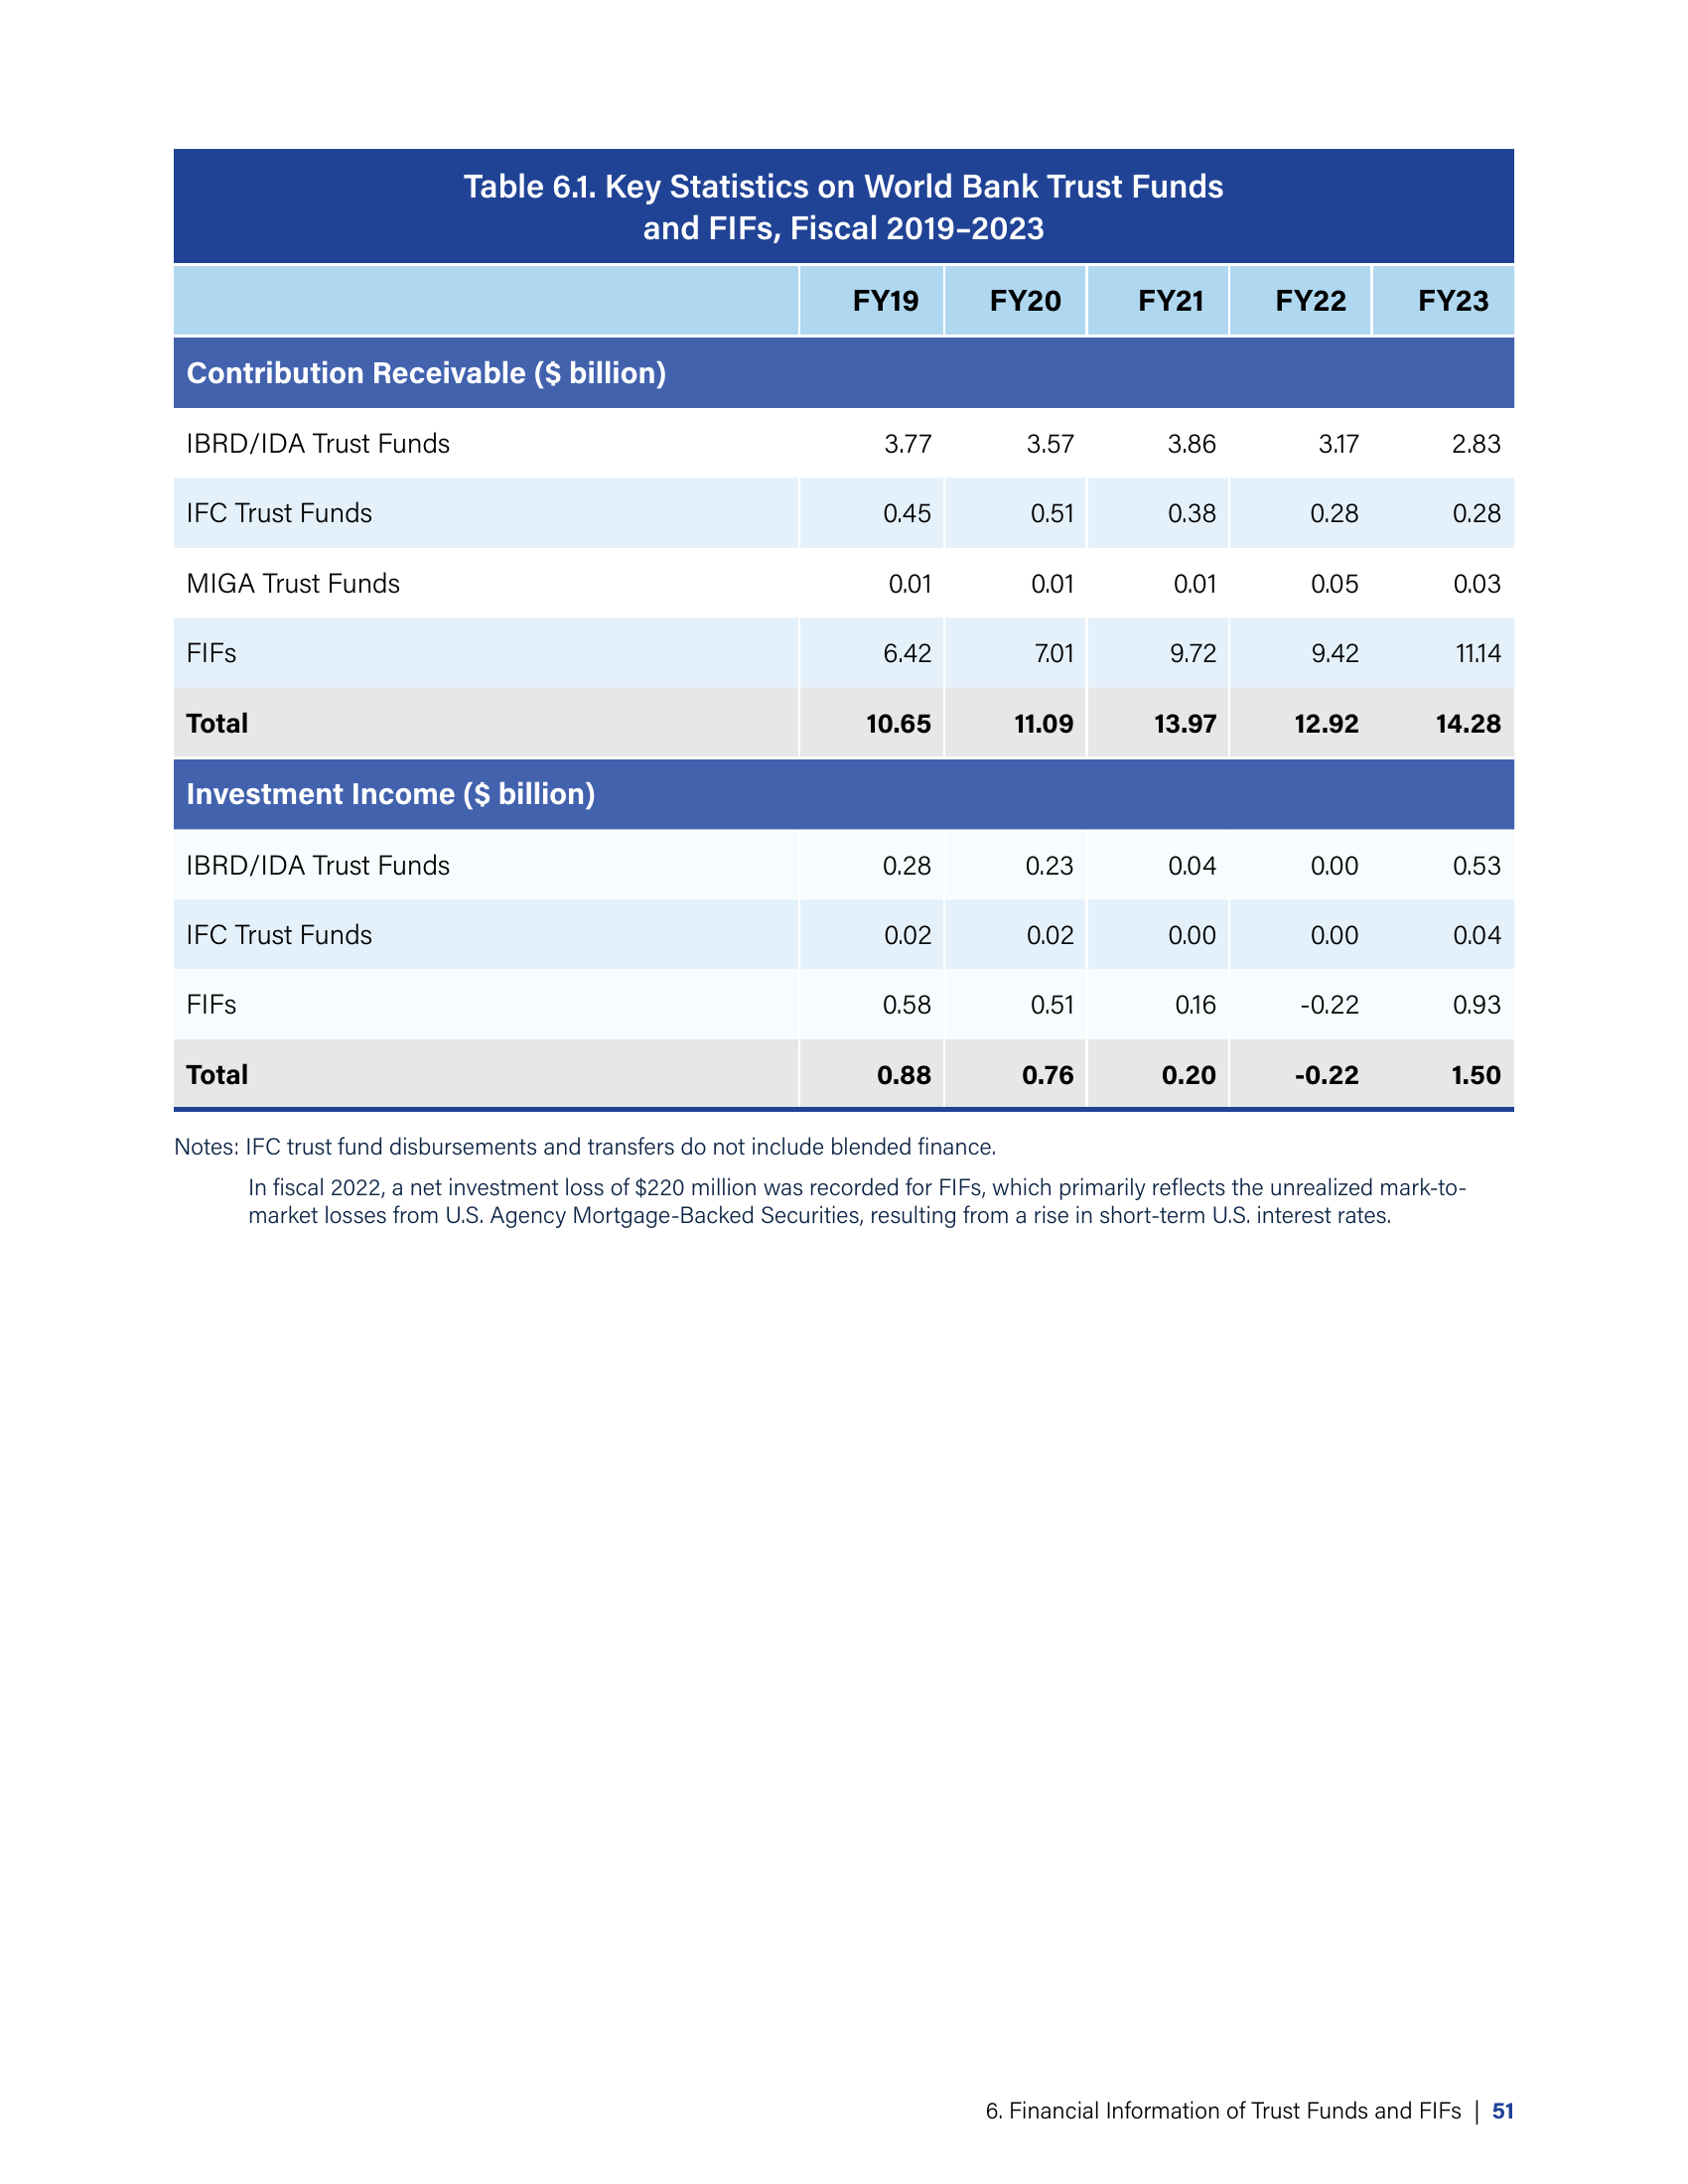 Table 6.1. Key Statistics on World Bank Trust Funds
and FIFs, Fiscal 2019–2023
FY19 FY20 FY21 FY22 FY23
Contribution Receivable ($ billion)
IBRD/IDA Trust Funds 3.77 3.57 3.86 3.17 2.83
IFC Trust Funds 0.45 0.51 0.38 0.28 0.28
MIGA Trust Funds 0.01 0.01 0.01 0.05 0.03
FIFs 6.42 7.01 9.72 9.42 11.14
Total 10.65 11.09 13.97 12.92 14.28
Investment Income ($ billion)
IBRD/IDA Trust Funds 0.28 0.23 0.04 0.00 0.53
IFC Trust Funds 0.02 0.02 0.00 0.00 0.04
FIFs 0.58 0.51 0.16 -0.22 0.93
Total 0.88 0.76 0.20 -0.22 1.50
Notes: IFC trust fund disbursements and transfers do not include blended finance.
In fiscal 2022, a net investment loss of $220 million was recorded for FIFs, which primarily reflects the unrealized mark-to-
market losses from U.S. Agency Mortgage-Backed Securities, resulting from a rise in short-term U.S. interest rates.
6. Financial Information of Trust Funds and FIFs | 51